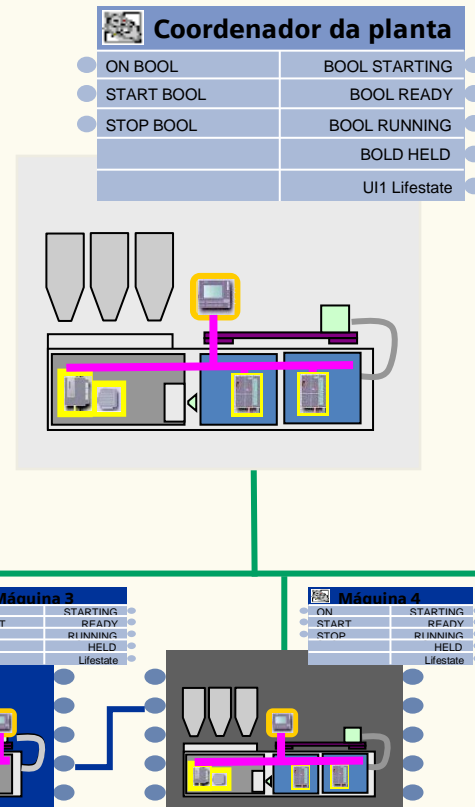 Coordenador da planta
ON BOOL BOOL STARTING
START BOOL BOOL READY
STOP BOOL BOOL RUNNING
BOLD HELD
UI1 Lifestate
Máquina 3
STARTING
READY
RUNNING
HELD
Lifestate
Máquina 4
ON STARTING
START READY
STOP RUNNING
HELD
Lifestate